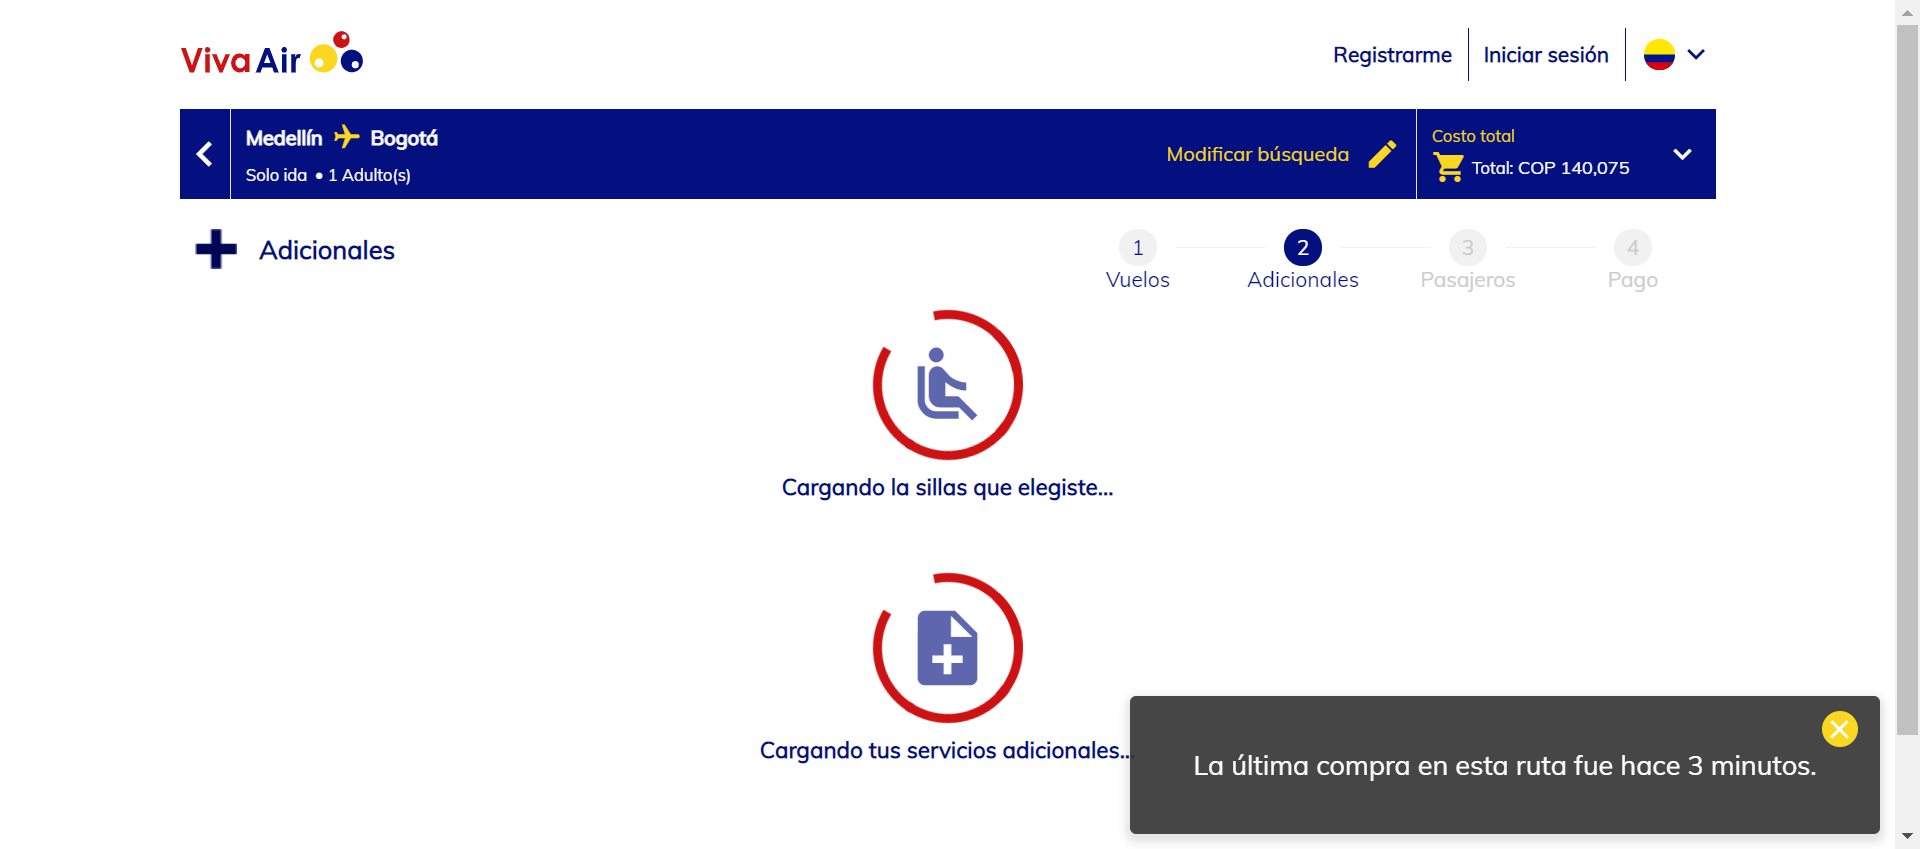 Viva Air
Registrarme
Iniciar sesión
Medellín Bogotá
Solo ida • 1 Adulto(s)
Modificar búsqueda
Costo total
Total: COP 140,075
Adicionales
1
Vuelos
2
Adicionales
3
Pasajeros
4
Pago
Cargando la sillas que elegiste...
Cargando tus servicios adicionales...
La última compra en esta ruta fue hace 3 minutos.